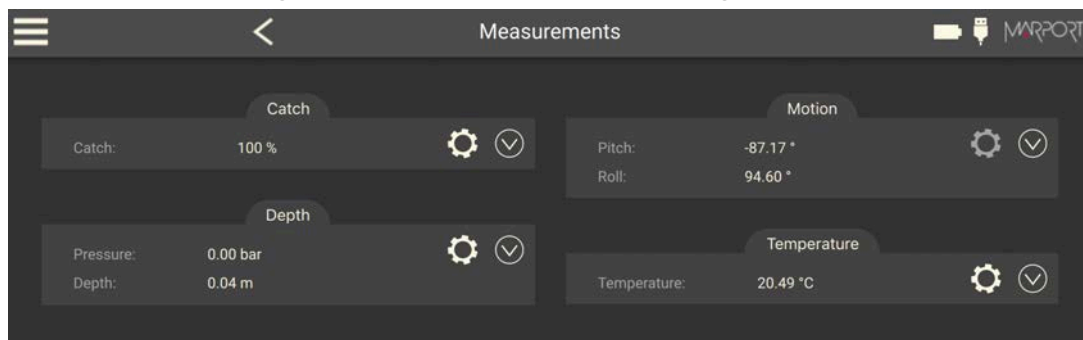 Measurements
MARPORT
Catch
Catch: 100 %
Depth
Pressure: 0.00 bar
Depth: 0.04 m
Motion
Pitch: -87.17 °
Roll: 94.60 °
Temperature
Temperature: 20.49 °C